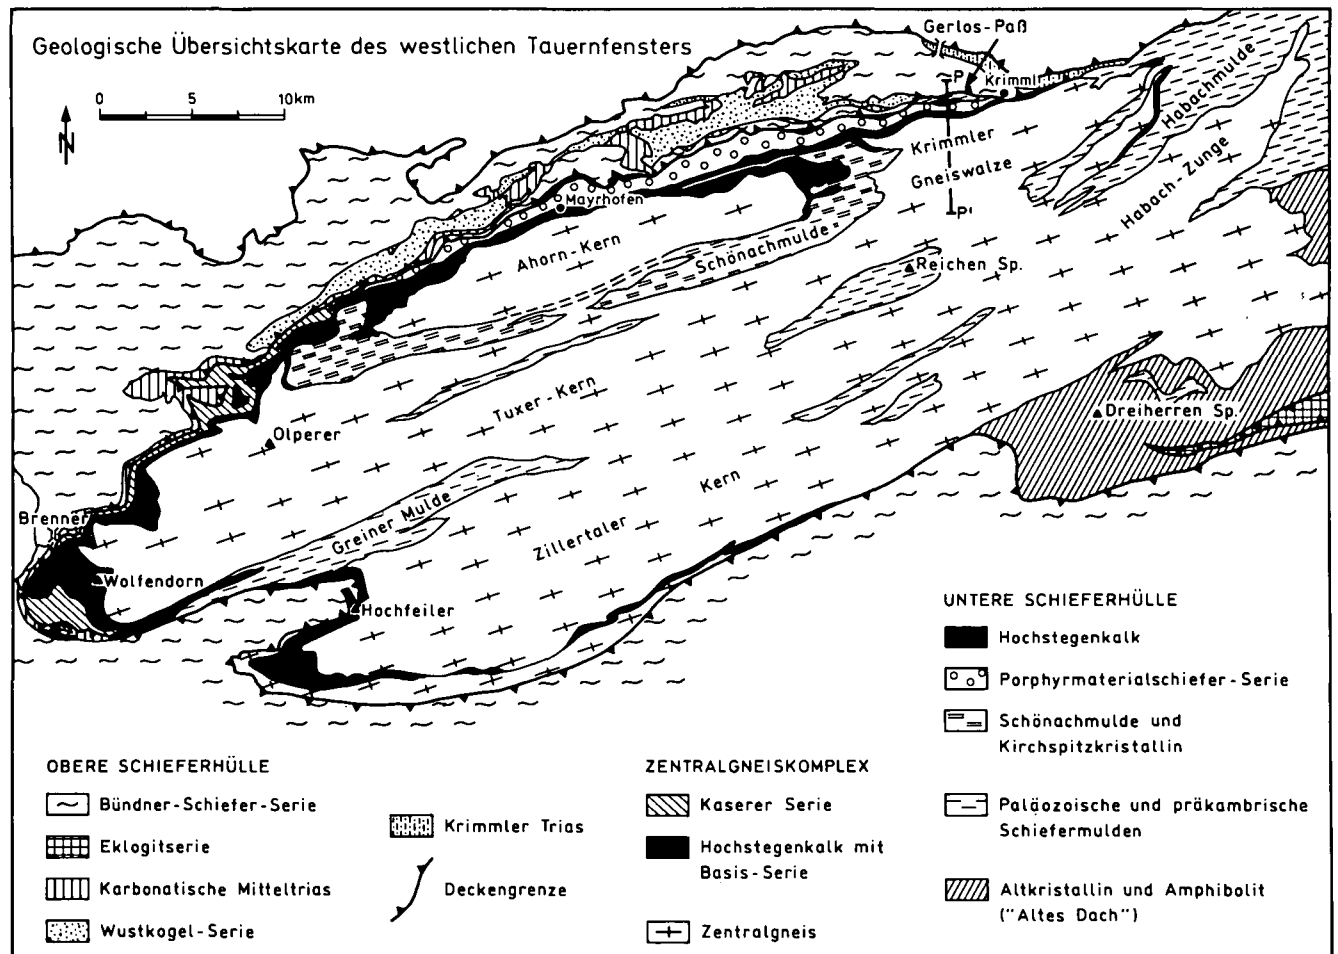 Geologische Übersichtskarte des westlichen Tauernfensters
0 5 10km
N
Gerlos-Paß
P
Krimml
Krimmler
Gneiswalze
P'
Habachmulde
Habach-Zunge
Mayrhofen
Ahorn-Kern
Schönachmulde
Reichen Sp.
Tuxer-Kern
Olperer
Dreiherren Sp.
Greiner Mulde
Zillertaler
Kern
Brenner
Wolfendorn
Hochfeiler
UNTERE SCHIEFERHÜLLE
Hochstegenkalk
Porphyrmaterialschiefer-Serie
Schönachmulde und
Kirchspitzkristallin
Paläozoische und präkambrische
Schiefermulden
Altkristallin und Amphibolit
("Altes Dach")
OBERE SCHIEFERHÜLLE
Bündner-Schiefer-Serie
Eklogitserie
Karbonatische Mitteltrias
Wustkogel-Serie
Krimmler Trias
Deckengrenze
ZENTRALGNEISKOMPLEX
Kaserer Serie
Hochstegenkalk mit
Basis-Serie
Zentralgneis